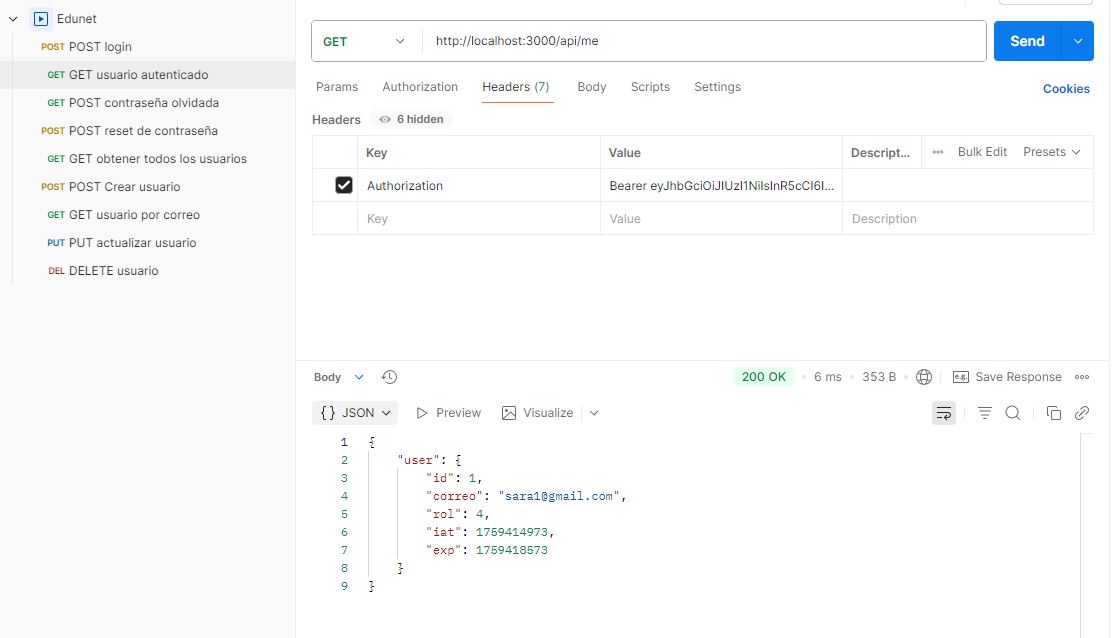 Edunet
POST POST login
GET GET usuario autenticado
GET POST contraseña olvidada
POST POST reset de contraseña
GET GET obtener todos los usuarios
POST POST Crear usuario
GET GET usuario por correo
PUT PUT actualizar usuario
DEL DELETE usuario
GET http://localhost:3000/api/me Send
Params Authorization Headers (7) Body Scripts Settings Cookies
Headers 6 hidden
Key Value Descript... Bulk Edit Presets
Authorization Bearer eyJhbGciOiJIUzI1NiIsInR5cCI6I...
Key Value Description
Body 200 OK 6 ms 353 B e.g. Save Response
{} JSON Preview Visualize
1 {
2 "user": {
3 "id": 1,
4 "correo": "sara1@gmail.com",
5 "rol": 4,
6 "iat": 1759414973,
7 "exp": 1759418573
8 }
9 }